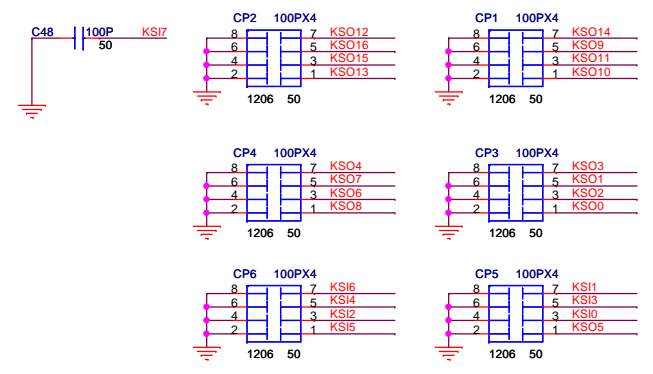 C48 100P KSI7
50
CP2 100PX4
8 7 KSO12
6 5 KSO16
4 3 KSO15
2 1 KSO13
1206 50
CP1 100PX4
8 7 KSO14
6 5 KSO9
4 3 KSO11
2 1 KSO10
1206 50
CP4 100PX4
8 7 KSO4
6 5 KSO7
4 3 KSO6
2 1 KSO8
1206 50
CP3 100PX4
8 7 KSO3
6 5 KSO1
4 3 KSO2
2 1 KSO0
1206 50
CP6 100PX4
8 7 KSI6
6 5 KSI4
4 3 KSI2
2 1 KSI5
1206 50
CP5 100PX4
8 7 KSI1
6 5 KSI3
4 3 KSI0
2 1 KSO5
1206 50